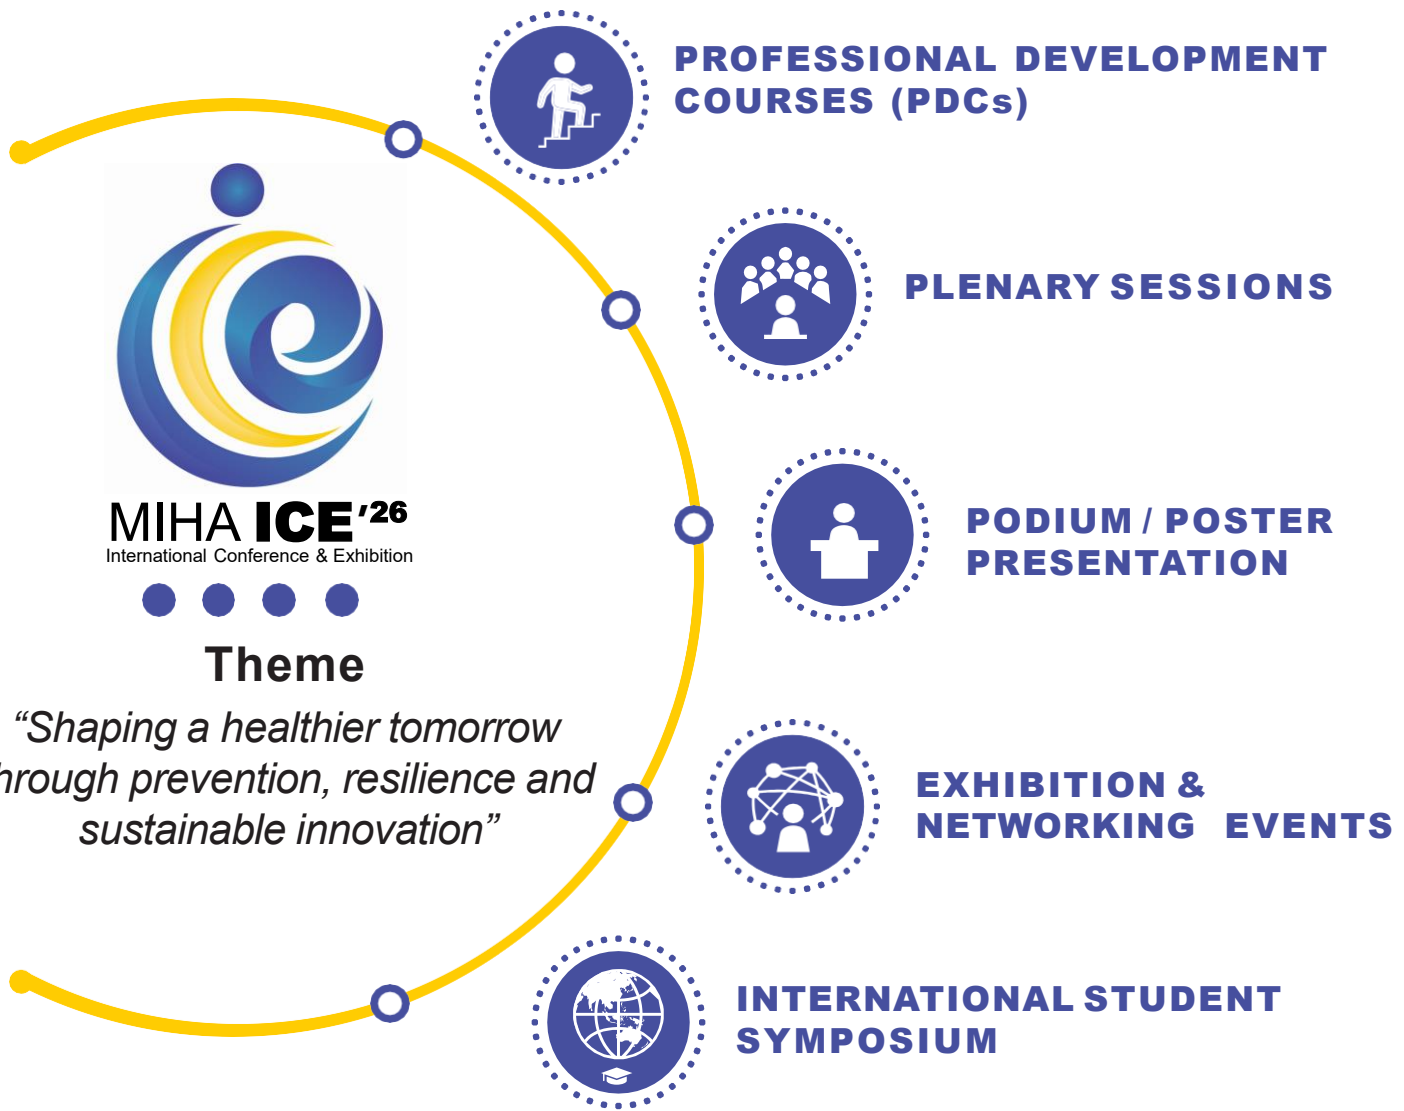 PROFESSIONAL DEVELOPMENT
COURSES (PDCs)
PLENARY SESSIONS
PODIUM / POSTER
PRESENTATION
EXHIBITION &
NETWORKING EVENTS
INTERNATIONAL STUDENT
SYMPOSIUM
MIHA ICE'26
International Conference & Exhibition
Theme
“Shaping a healthier tomorrow
hrough prevention, resilience and
sustainable innovation”